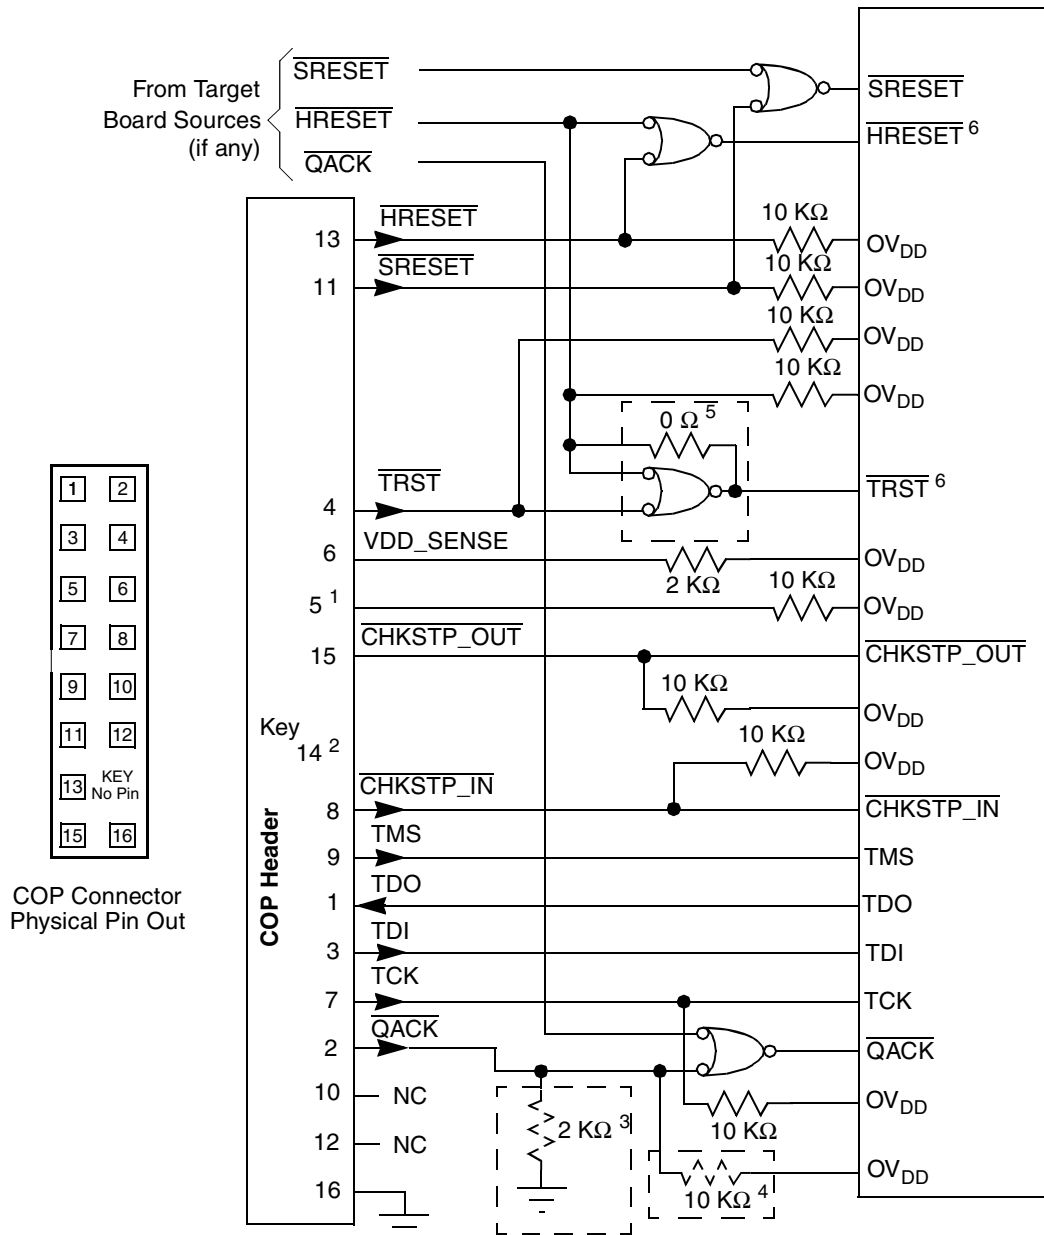 From Target
Board Sources
(if any)
SRESET
HRESET
QACK
SRESET
HRESET 6
13 HRESET 10 KΩ OVDD
11 SRESET 10 KΩ OVDD
10 KΩ OVDD
10 KΩ OVDD
0 Ω 5
4 TRST TRST 6
6 VDD_SENSE 2 KΩ OVDD
5 1 10 KΩ OVDD
15 CHKSTP_OUT CHKSTP_OUT
10 KΩ OVDD
Key
14 2
10 KΩ OVDD
8 CHKSTP_IN CHKSTP_IN
9 TMS TMS
1 TDO TDO
3 TDI TDI
7 TCK TCK
2 QACK QACK
10 NC
10 KΩ OVDD
12 NC
2 KΩ 3
10 KΩ 4 OVDD
16
COP Header
1 2
3 4
5 6
7 8
9 10
11 12
13 KEY
No Pin
15 16
COP Connector
Physical Pin Out